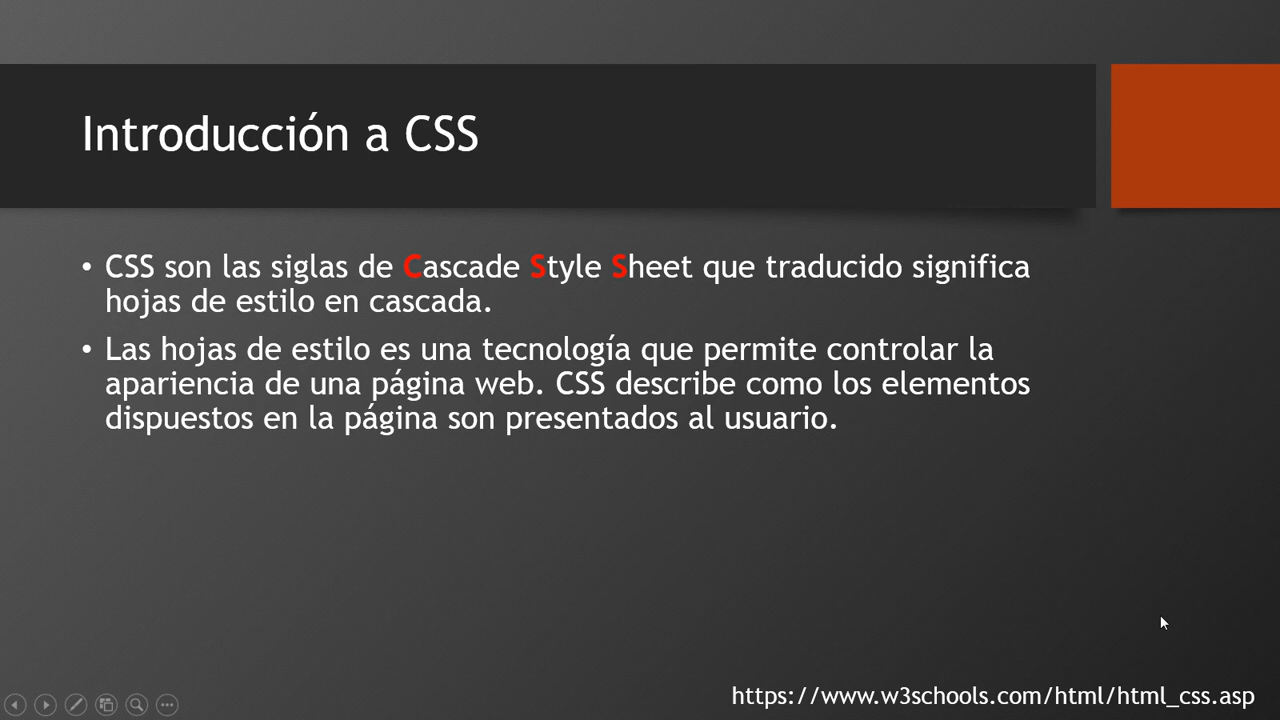 Introducción a CSS
• CSS son las siglas de Cascade Style Sheet que traducido significa
hojas de estilo en cascada.
• Las hojas de estilo es una tecnología que permite controlar la
apariencia de una página web. CSS describe como los elementos
dispuestos en la página son presentados al usuario.
https://www.w3schools.com/html/html_css.asp